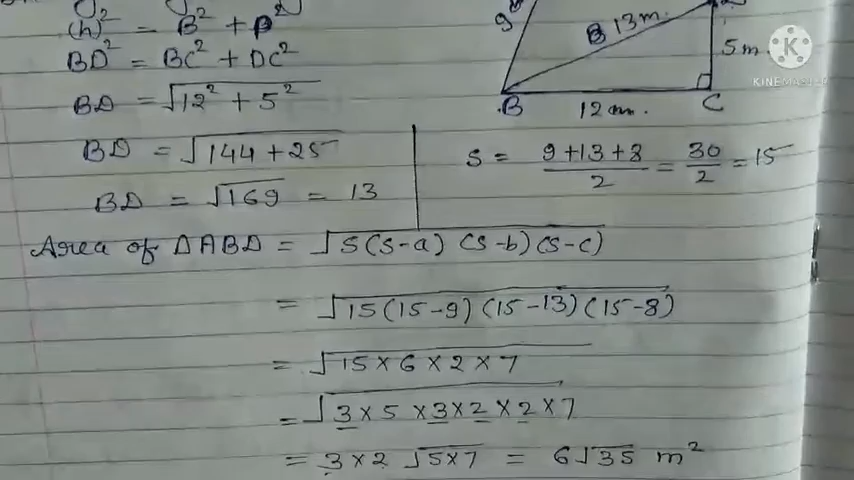 (h)² = B² + P²
BD² = BC² + DC²
BD = √12² + 5²
BD = √144 + 25
BD = √169 = 13
9
B 13m.
5m.
B
12 m.
C
K
KINEMASTER
S = 9+13+8/2 = 30/2 = 15
Area of ΔABD = √S(S-a) (S-b) (S-c)
= √15(15-9) (15-13) (15-8)
= √15×6×2×7
= √3×5×3×2×2×7
= 3×2 √5×7 = 6√35 m²